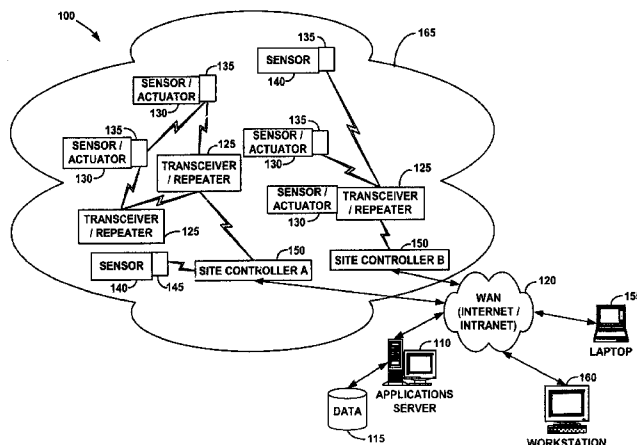 100
135
165
SENSOR
140
135
SENSOR /
ACTUATOR
130
135
SENSOR /
ACTUATOR
130
125
TRANSCEIVER
/ REPEATER
135
SENSOR /
ACTUATOR
130
125
SENSOR /
ACTUATOR
130
TRANSCEIVER
/ REPEATER
TRANSCEIVER
/ REPEATER
125
150
SITE CONTROLLER A
150
SITE CONTROLLER B
SENSOR
140
145
120
WAN
(INTERNET /
INTRANET)
155
LAPTOP
110
APPLICATIONS
SERVER
DATA
115
160
WORKSTATION